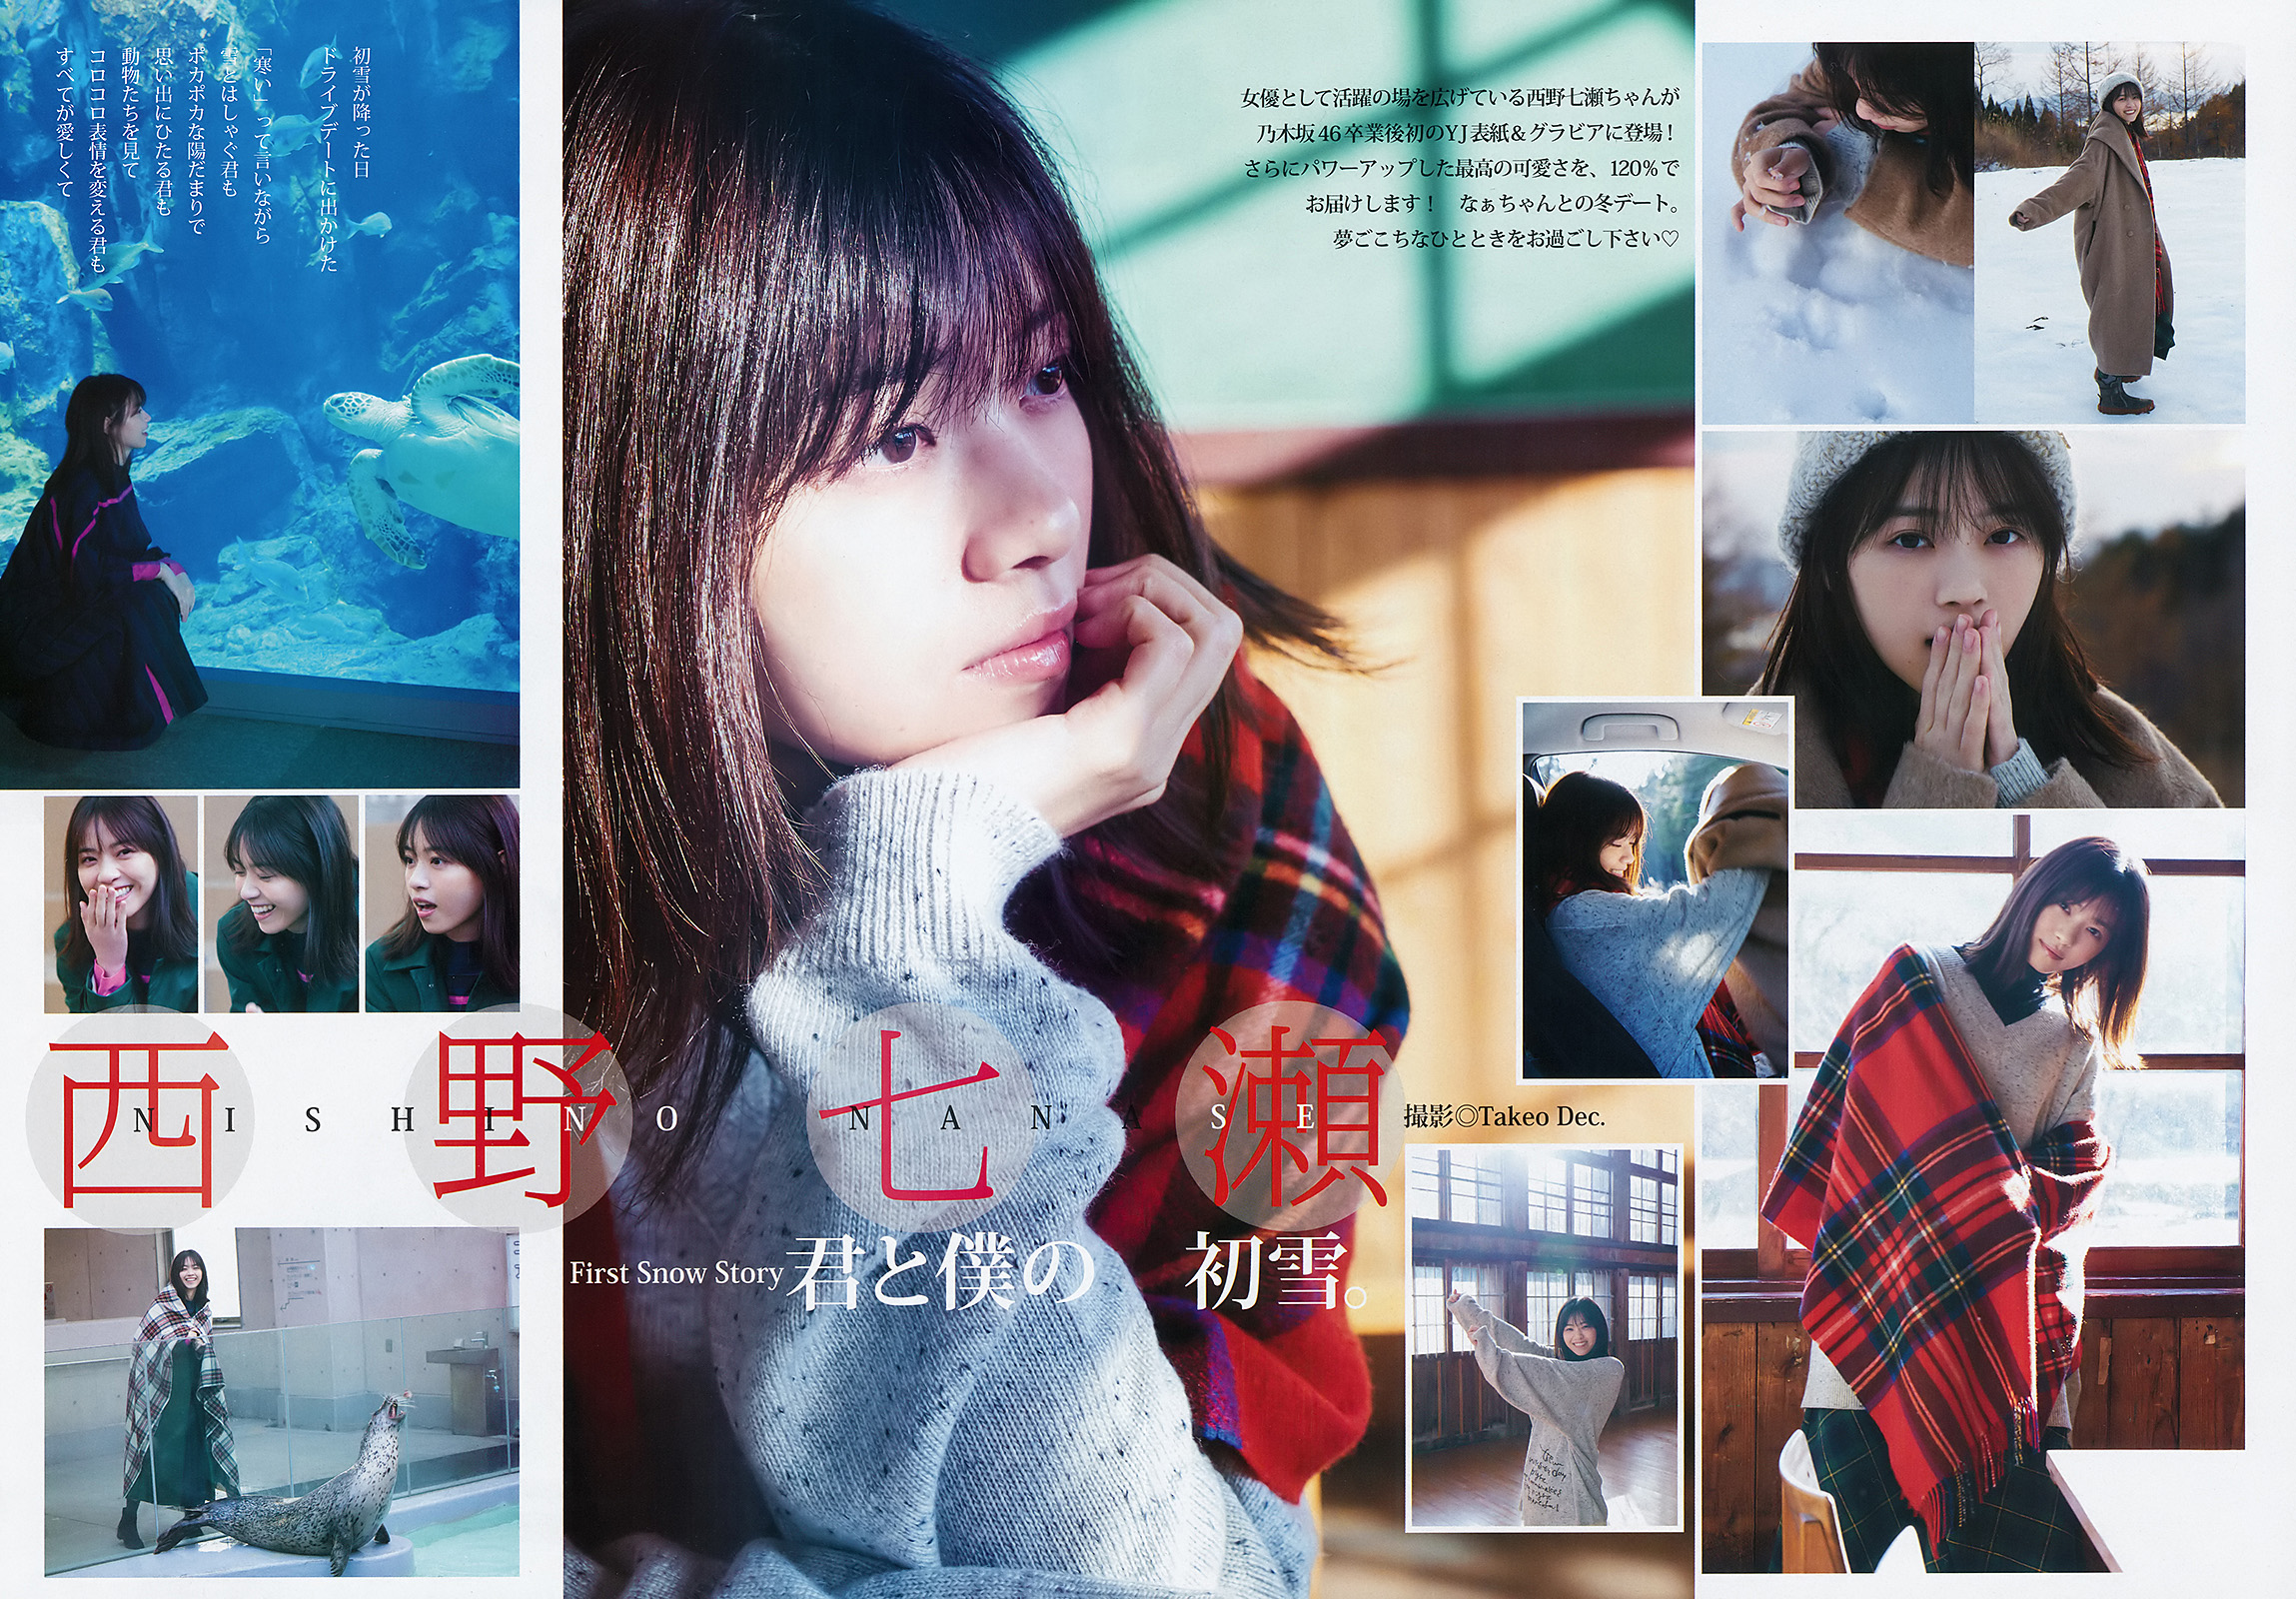 初雪が降った日
ドライブデートに出かけた
「寒い」って言いながら
雪とはしゃぐ君も
ポカポカな陽だまりで
思い出にひたる君も
動物たちを見て
コロコロ表情を変える君も
すべてが愛しくて
女優として活躍の場を広げている西野七瀬ちゃんが
乃木坂46卒業後初のYJ表紙&グラビアに登場!
さらにパワーアップした最高の可愛さを、120%で
お届けします! なぁちゃんとの冬デート。
夢ごこちなひとときをお過ごし下さい♡
西野七瀬
NISHINO NANASE
撮影◎Takeo Dec.
First Snow Story 君と僕の初雪。